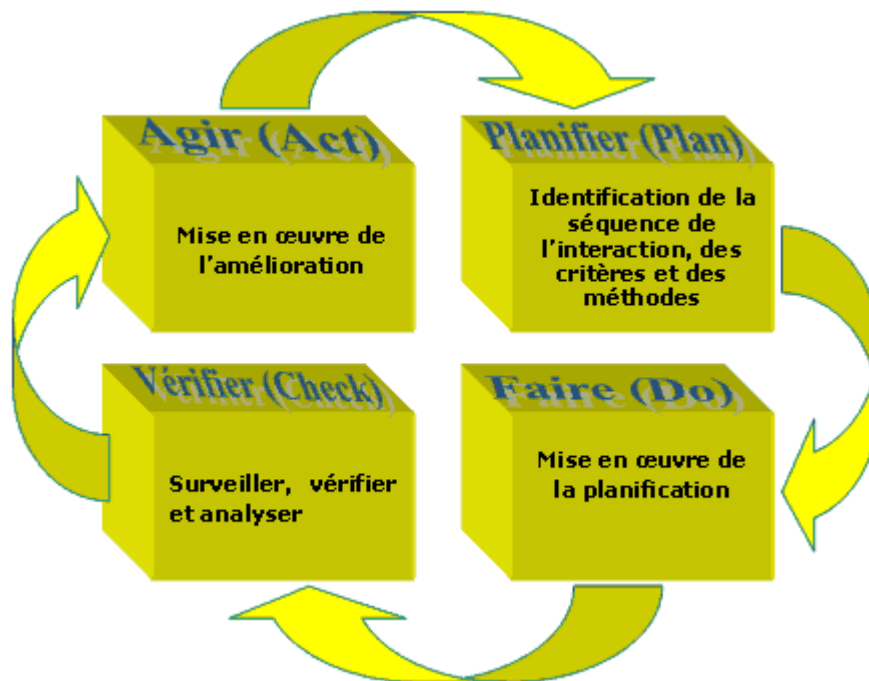 Agir (Act)
Mise en œuvre de
l'amélioration
Planifier (Plan)
Identification de la
séquence de
l'interaction, des
critères et des
méthodes
Vérifier (Check)
Surveiller, vérifier
et analyser
Faire (Do)
Mise en œuvre de
la planification